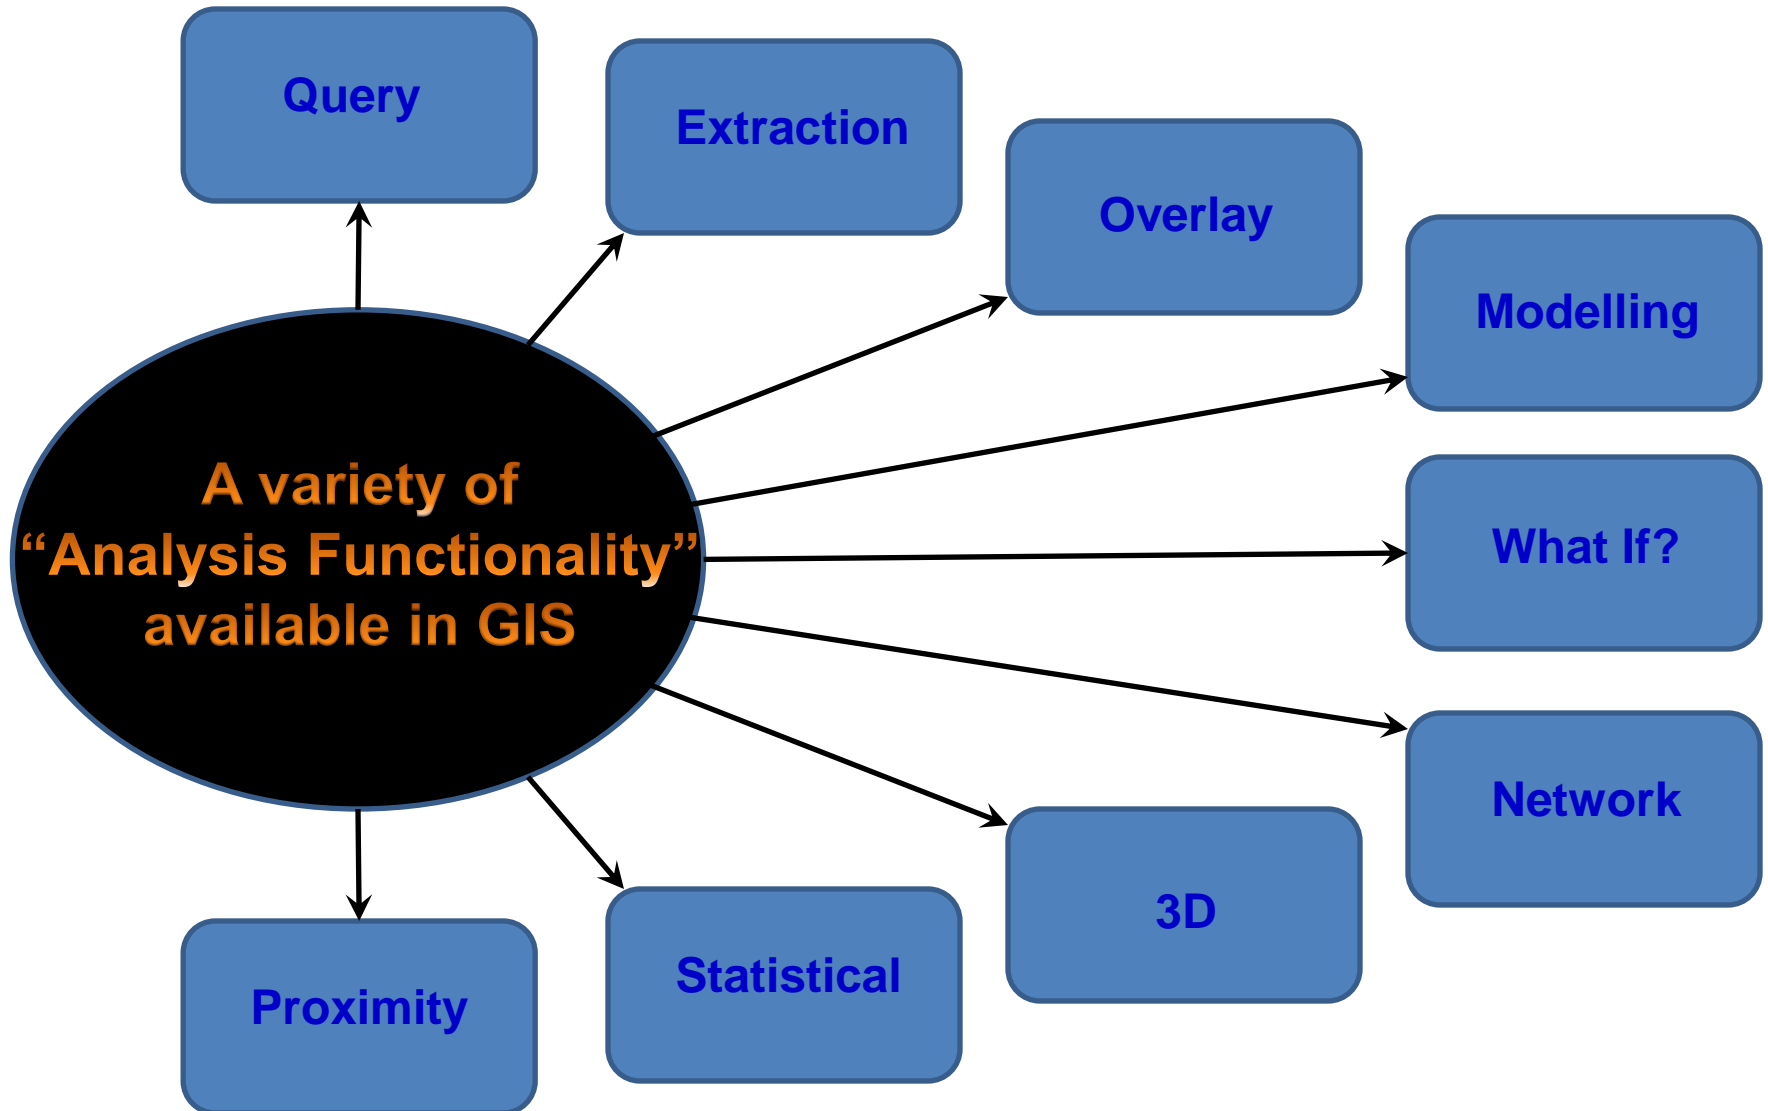 Query
Extraction
Overlay
Modelling
A variety of
“Analysis Functionality”
available in GIS
What If?
Network
3D
Statistical
Proximity